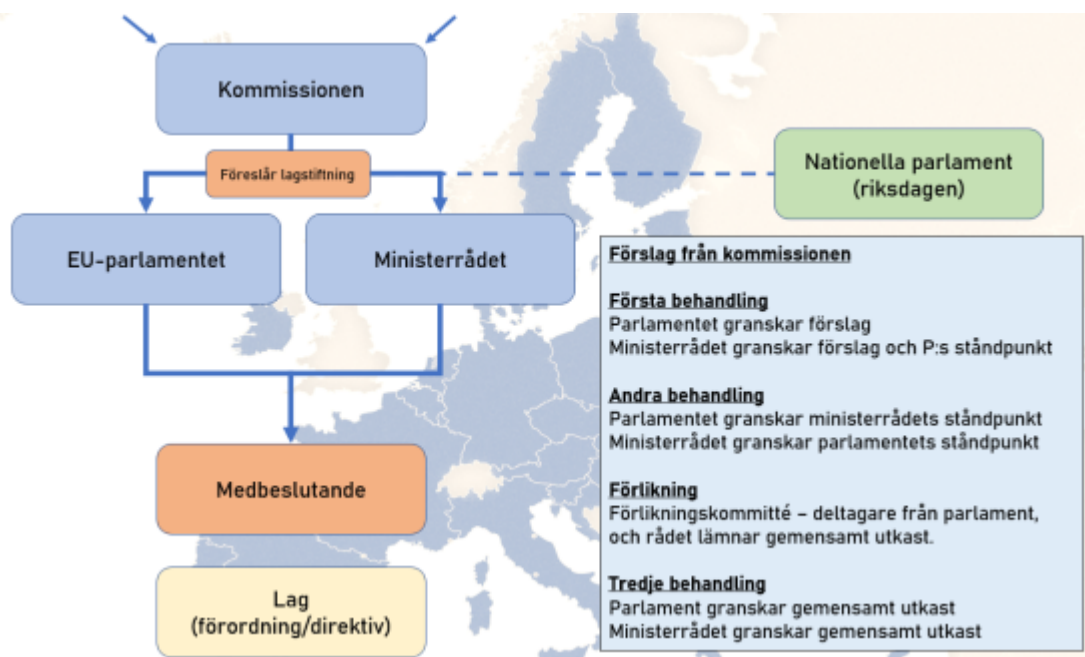 Kommissionen
Föreslår lagstiftning
Nationella parlament
(riksdagen)
EU-parlamentet
Ministerrådet
Medbeslutande
Lag
(förordning/direktiv)
Förslag från kommissionen
Första behandling
Parlamentet granskar förslag
Ministerrådet granskar förslag och P:s ståndpunkt
Andra behandling
Parlamentet granskar ministerrådets ståndpunkt
Ministerrådet granskar parlamentets ståndpunkt
Förlikning
Förlikningskommitté – deltagare från parlament,
och rådet lämnar gemensamt utkast.
Tredje behandling
Parlament granskar gemensamt utkast
Ministerrådet granskar gemensamt utkast